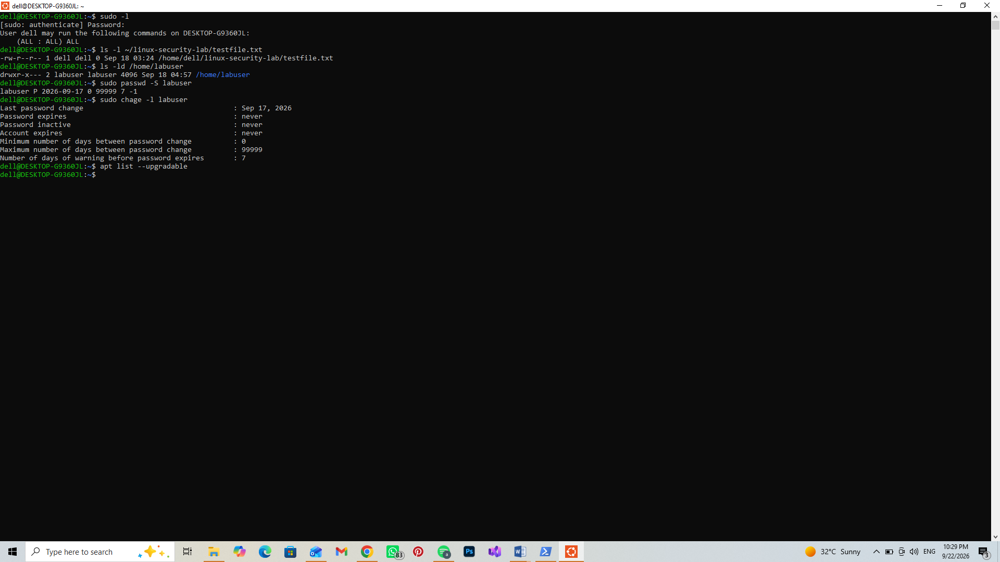 dell@DESKTOP-G9360JL: ~
dell@DESKTOP-G9360JL:~$ sudo -l
[sudo: authenticate] Password:
User dell may run the following commands on DESKTOP-G9360JL:
    (ALL : ALL) ALL
dell@DESKTOP-G9360JL:~$ ls -l ~/linux-security-lab/testfile.txt
-rw-r--r-- 1 dell dell 0 Sep 18 03:24 /home/dell/linux-security-lab/testfile.txt
dell@DESKTOP-G9360JL:~$ ls -ld /home/labuser
drwxr-x--- 2 labuser labuser 4096 Sep 18 04:57 /home/labuser
dell@DESKTOP-G9360JL:~$ sudo passwd -S labuser
labuser P 2026-09-17 0 99999 7 -1
dell@DESKTOP-G9360JL:~$ sudo chage -l labuser
Last password change                                    : Sep 17, 2026
Password expires                                        : never
Password inactive                                       : never
Account expires                                         : never
Minimum number of days between password change          : 0
Maximum number of days between password change          : 99999
Number of days of warning before password expires       : 7
dell@DESKTOP-G9360JL:~$ apt list --upgradable
dell@DESKTOP-G9360JL:~$
Type here to search
83
a
Ps
32°C Sunny
ENG
10:29 PM
9/22/2026
3